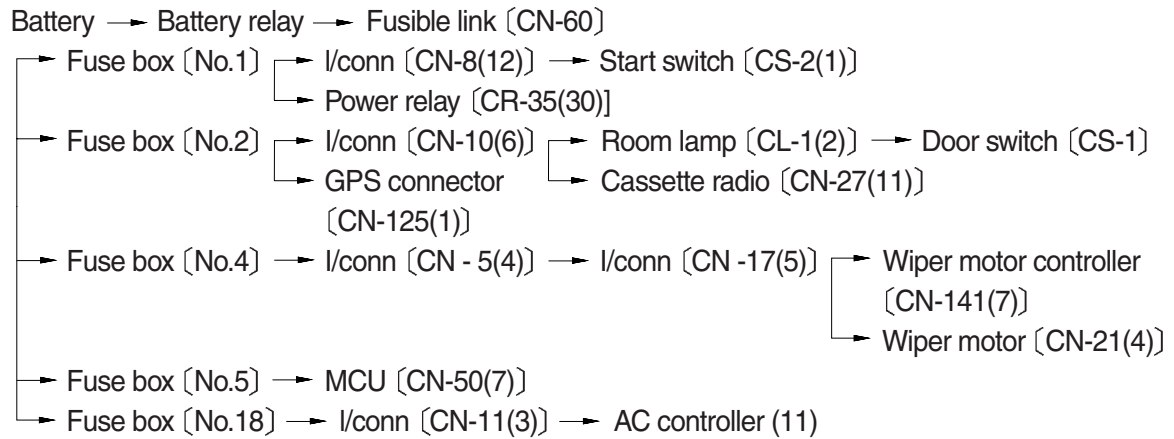 Battery → Battery relay → Fusible link〔CN-60〕
Fuse box〔No.1〕 I/conn〔CN-8(12)〕 → Start switch〔CS-2(1)〕
Power relay〔CR-35(30)]
Fuse box〔No.2〕 I/conn〔CN-10(6)〕 Room lamp〔CL-1(2)〕 → Door switch〔CS-1〕
GPS connector Cassette radio〔CN-27(11)〕
〔CN-125(1)〕
Fuse box〔No.4〕 → I/conn〔CN - 5(4)〕 → I/conn〔CN -17(5)〕 Wiper motor controller
〔CN-141(7)〕
Wiper motor〔CN-21(4)〕
Fuse box〔No.5〕 → MCU〔CN-50(7)〕
Fuse box〔No.18〕 → I/conn〔CN-11(3)〕 → AC controller (11)